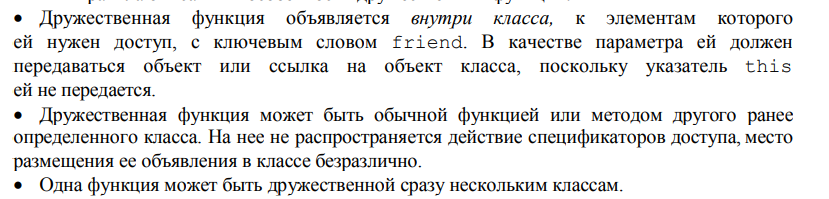 • Дружественная функция объявляется внутри класса, к элементам которого
ей нужен доступ, с ключевым словом friend. В качестве параметра ей должен
передаваться объект или ссылка на объект класса, поскольку указатель this
ей не передается.
• Дружественная функция может быть обычной функцией или методом другого ранее
определенного класса. На нее не распространяется действие спецификаторов доступа, место
размещения ее объявления в классе безразлично.
• Одна функция может быть дружественной сразу нескольким классам.